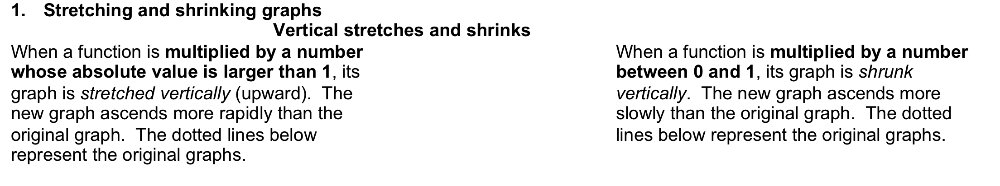 1. Stretching and shrinking graphs
Vertical stretches and shrinks
When a function is multiplied by a number
whose absolute value is larger than 1, its
graph is stretched vertically (upward). The
new graph ascends more rapidly than the
original graph. The dotted lines below
represent the original graphs.
When a function is multiplied by a number
between 0 and 1, its graph is shrunk
vertically. The new graph ascends more
slowly than the original graph. The dotted
lines below represent the original graphs.